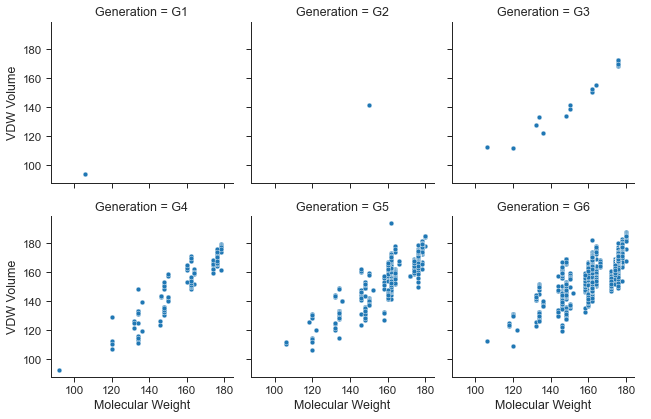 Generation = G1
Generation = G2
Generation = G3
VDW Volume
180
160
140
120
100
Generation = G4
Generation = G5
Generation = G6
VDW Volume
180
160
140
120
100
100 120 140 160 180
100 120 140 160 180
100 120 140 160 180
Molecular Weight
Molecular Weight
Molecular Weight